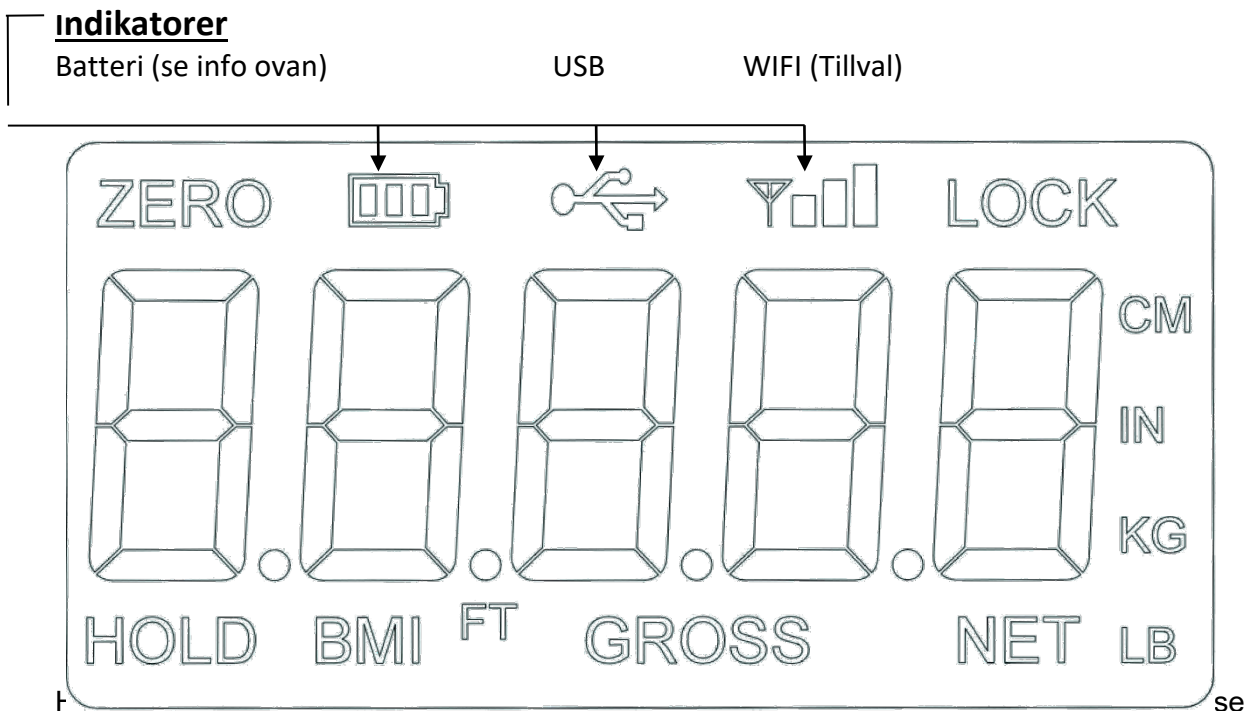 Indikatorer
Batteri (se info ovan) USB WIFI (Tillval)
ZERO LOCK
CM
IN
KG
HOLD BMI FT GROSS NET LB
se